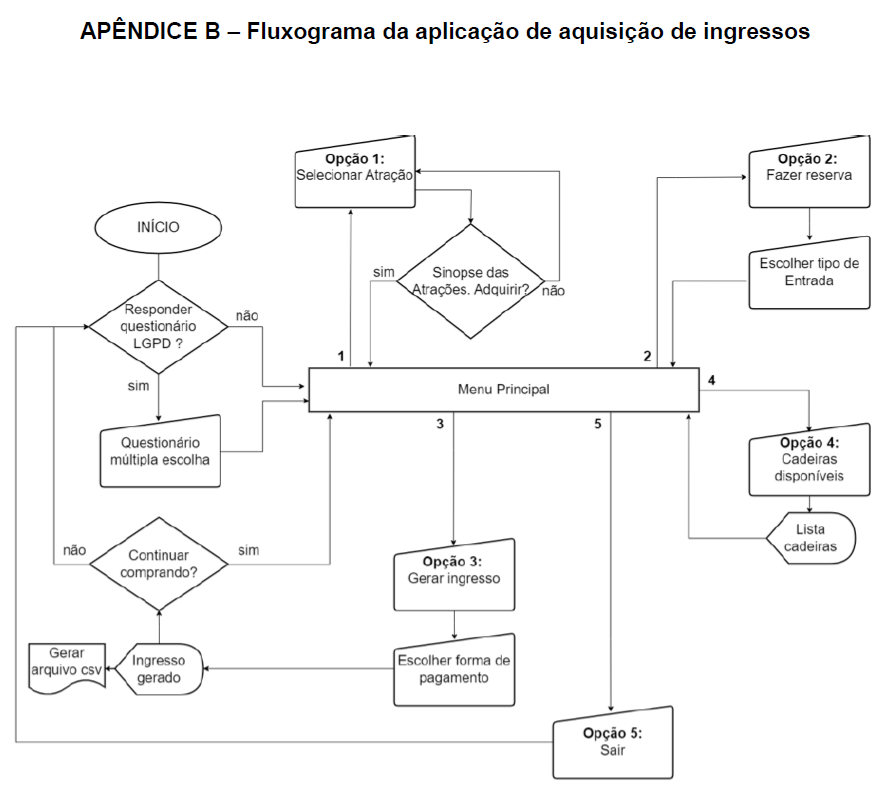 APÊNDICE B – Fluxograma da aplicação de aquisição de ingressos
Opção 1:
Selecionar Atração
Opção 2:
Fazer reserva
INÍCIO
Sinopse das
Atrações. Adquirir?
sim
não
Escolher tipo de
Entrada
Responder
questionário
LGPD ?
não
sim
1
2
Menu Principal
4
3
5
Questionário
múltipla escolha
Opção 4:
Cadeiras
disponíveis
Lista
cadeiras
não
Continuar
comprando?
sim
Opção 3:
Gerar ingresso
Gerar
arquivo csv
Ingresso
gerado
Escolher forma de
pagamento
Opção 5:
Sair